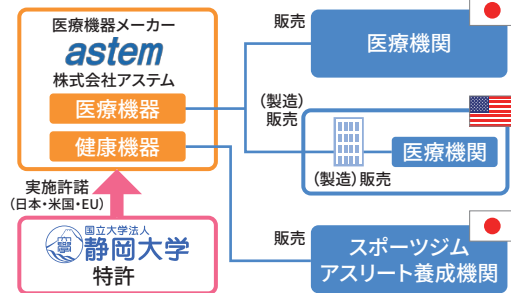 医療機器メーカー
astem
株式会社アステム
医療機器
健康機器
実施許諾
（日本・米国・EU）
国立大学法人
静岡大学
特許
販売
医療機関
（製造）
販売
医療機関
（製造）販売
販売
スポーツジム
アスリート養成機関